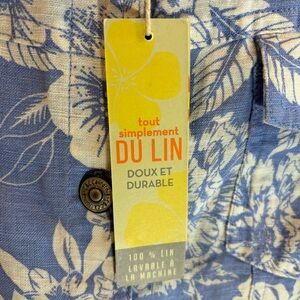 tout
simplement
DU LIN
DOUX ET
DURABLE
100 % LIN
LAVABLE À
LA MACHINE